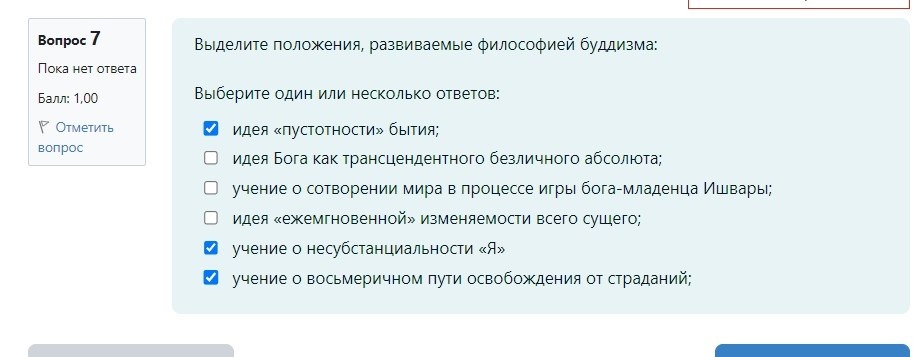 Вопрос 7
Пока нет ответа
Балл: 1,00
Отметить
вопрос
Выделите положения, развиваемые философией буддизма:
Выберите один или несколько ответов:
идея «пустотности» бытия;
идея Бога как трансцендентного безличного абсолюта;
учение о сотворении мира в процессе игры бога-младенца Ишвары;
идея «ежемгновенной» изменяемости всего сущего;
учение о несубстанциальности «Я»
учение о восьмеричном пути освобождения от страданий;